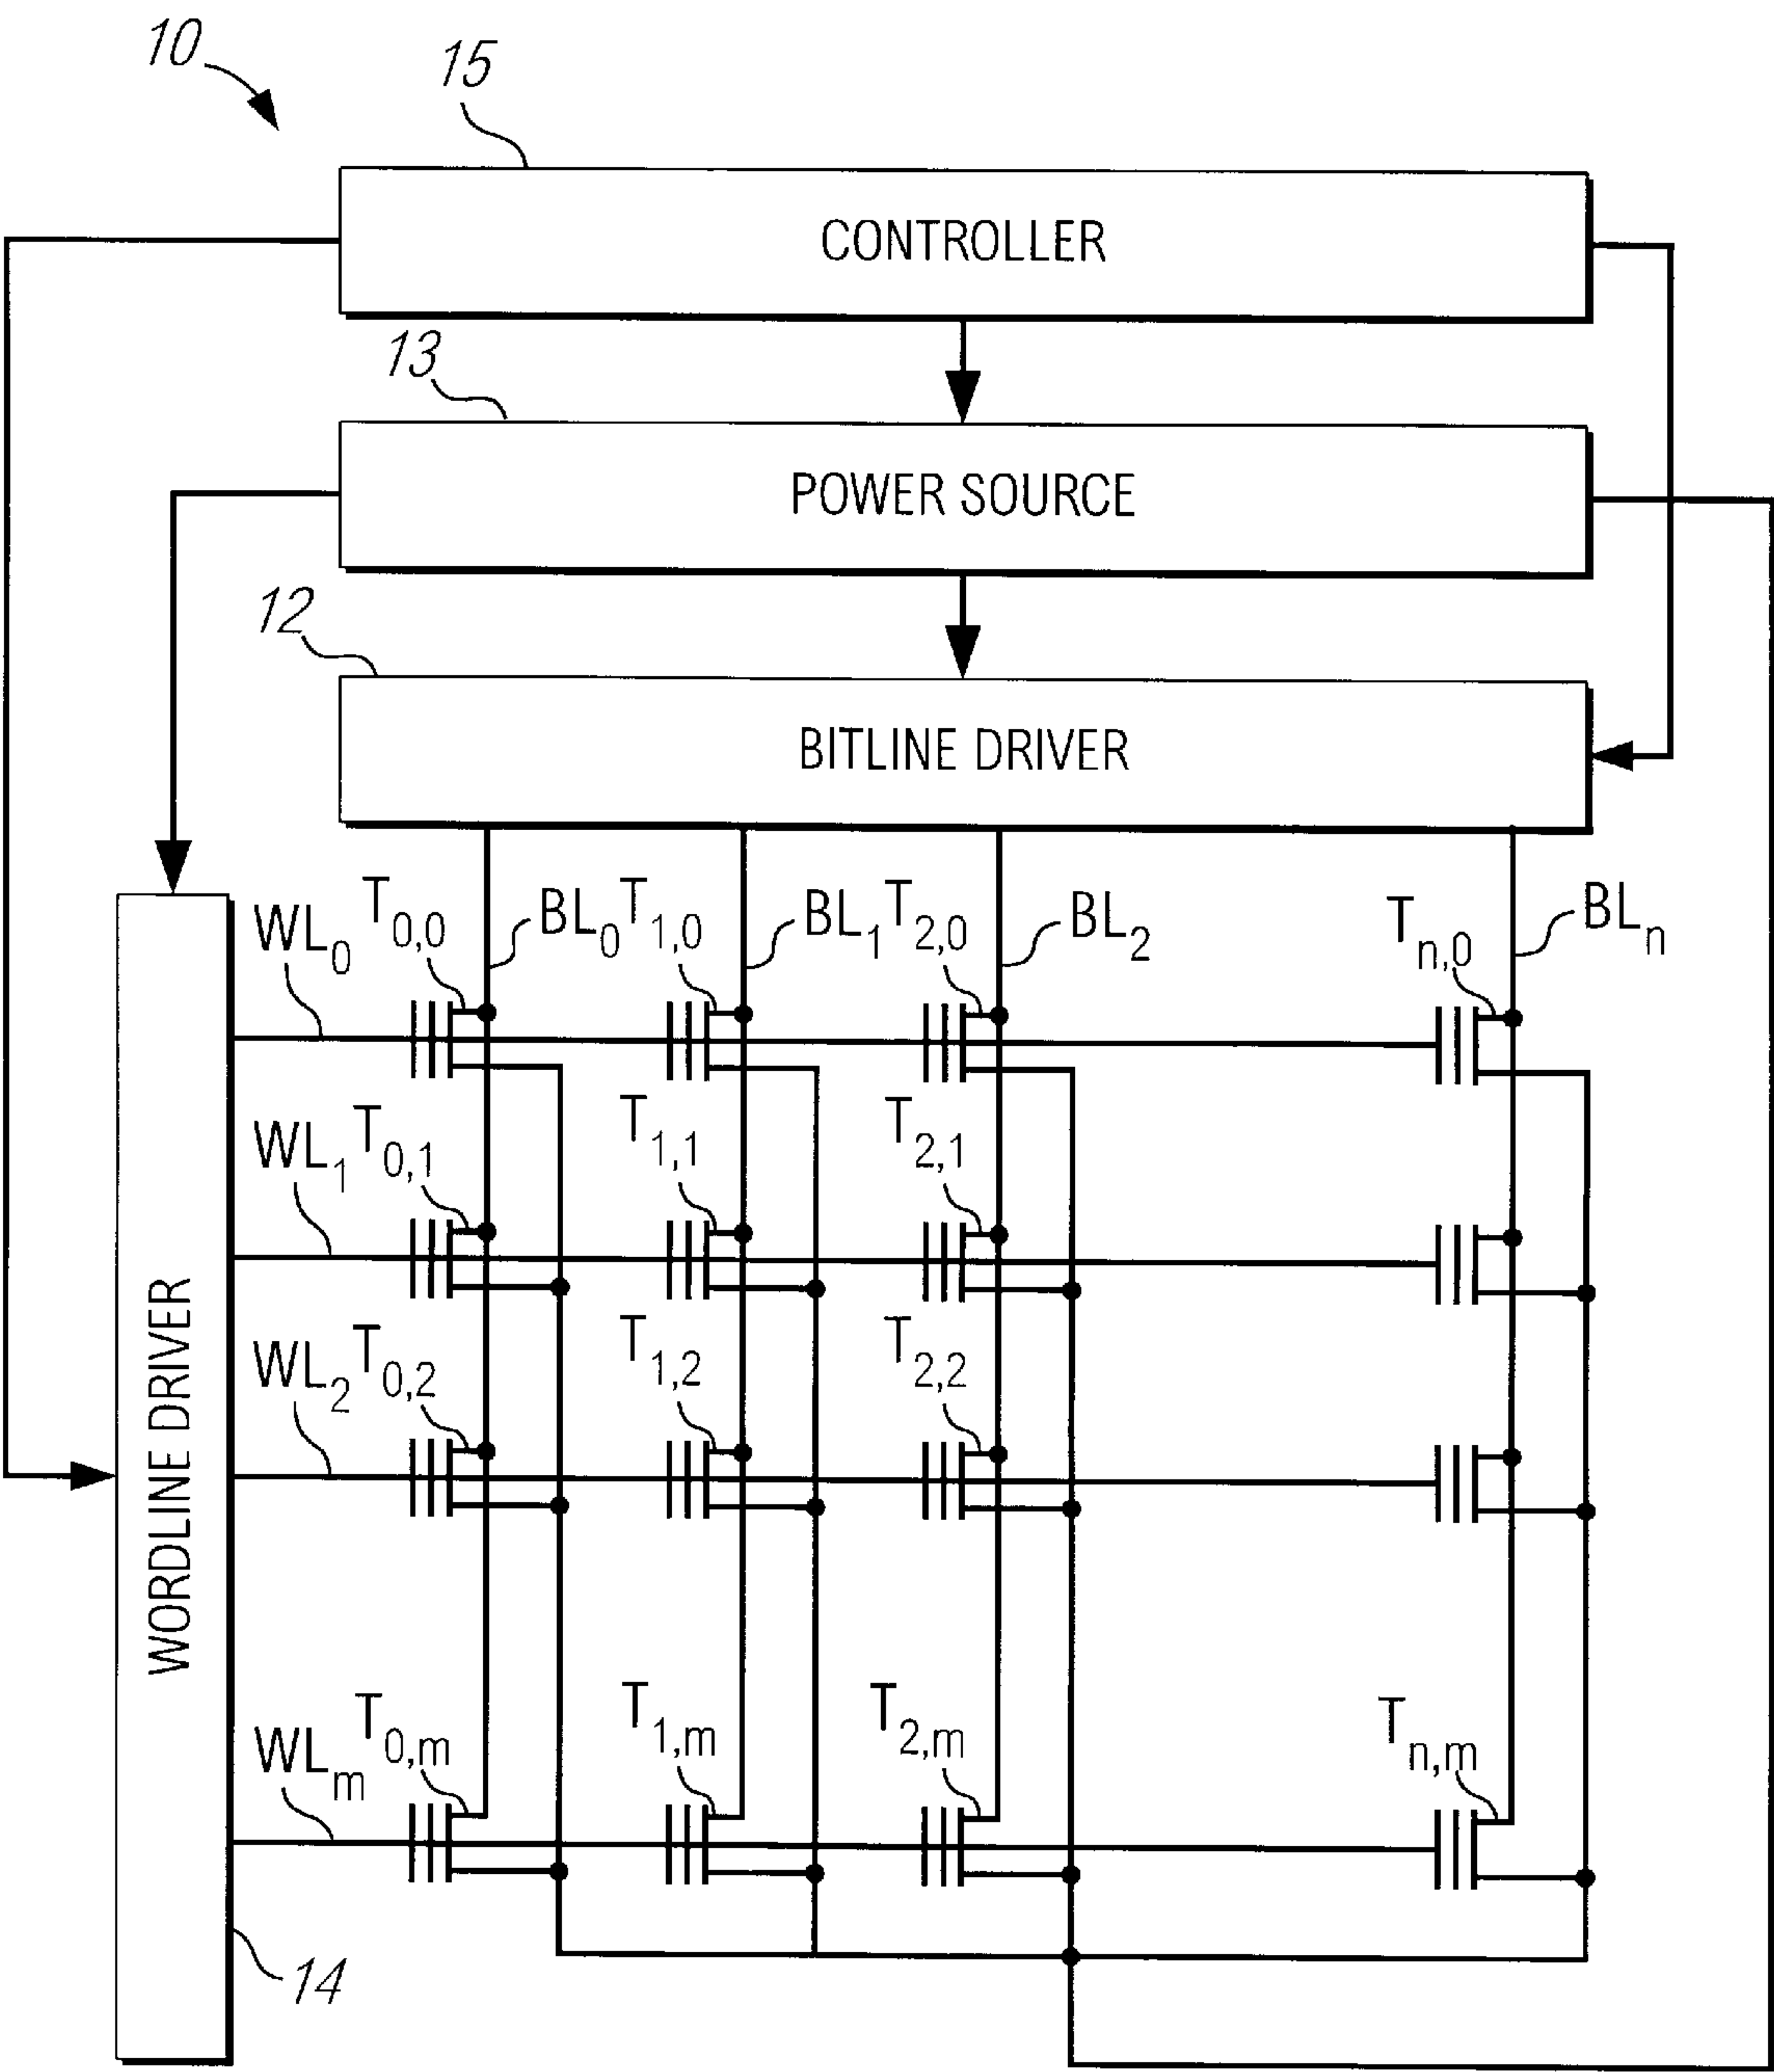 10
15
CONTROLLER
13
POWER SOURCE
12
BITLINE DRIVER
WL0 T0,0 BL0 T1,0 BL1 T2,0 BL2 Tn,0 BLn
WL1 T0,1 T1,1 T2,1
WL2 T0,2 T1,2 T2,2
WORDLINE DRIVER
WLm T0,m T1,m T2,m Tn,m
14